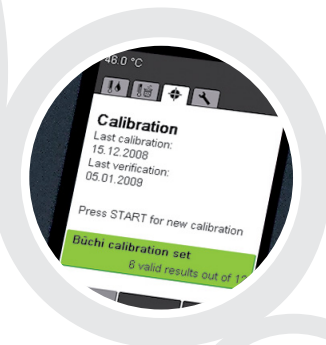 46.0 °C
Calibration
Last calibration:
15.12.2008
Last verification:
05.01.2009
Press START for new calibration
Büchi calibration set
6 valid results out of